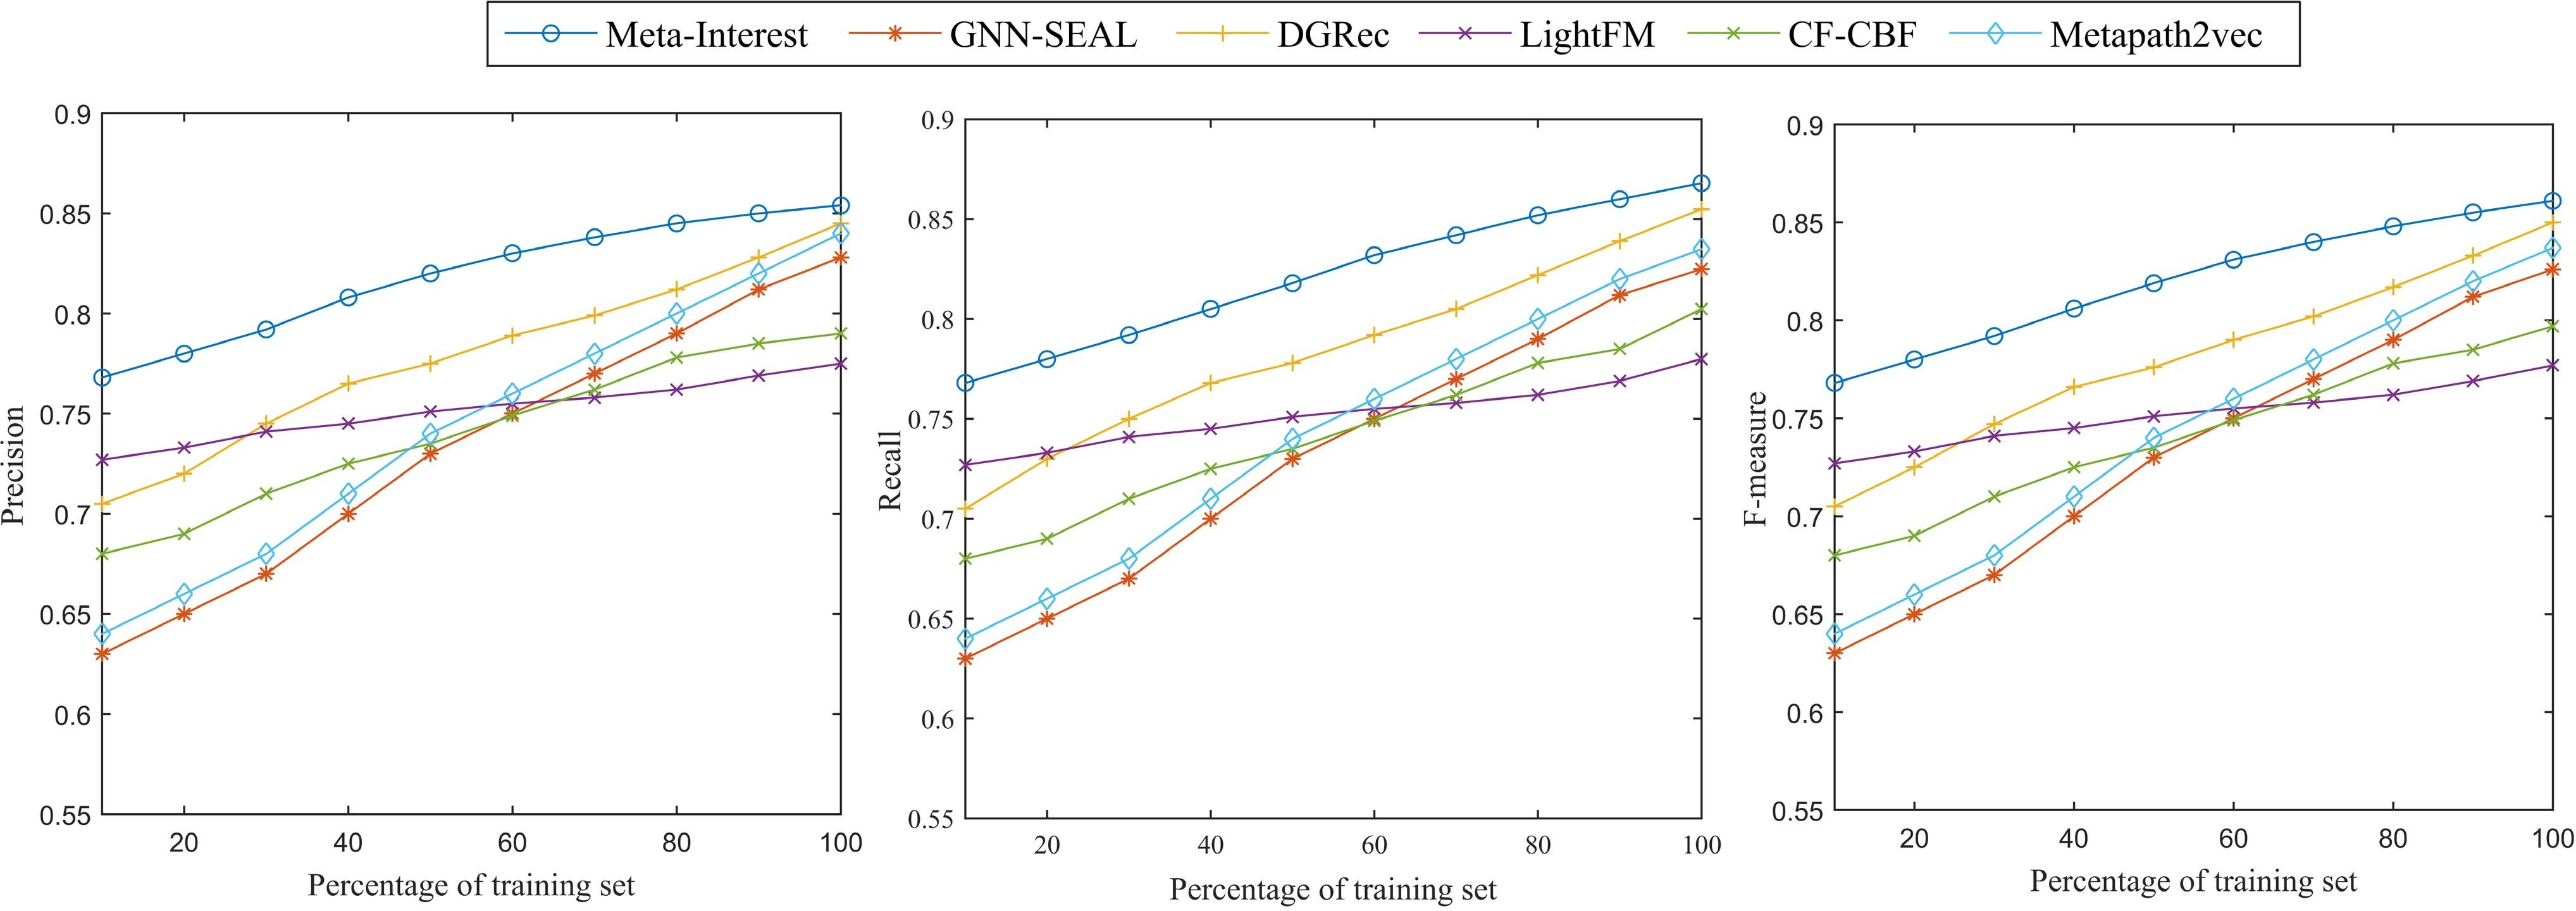 Meta-Interest GNN-SEAL DGRec LightFM CF-CBF Metapath2vec
0.9
0.85
0.8
0.75
0.7
0.65
0.6
0.55
Precision
20 40 60 80 100
Percentage of training set
0.9
0.85
0.8
0.75
0.7
0.65
0.6
0.55
Recall
20 40 60 80 100
Percentage of training set
0.9
0.85
0.8
0.75
0.7
0.65
0.6
0.55
F-measure
20 40 60 80 100
Percentage of training set